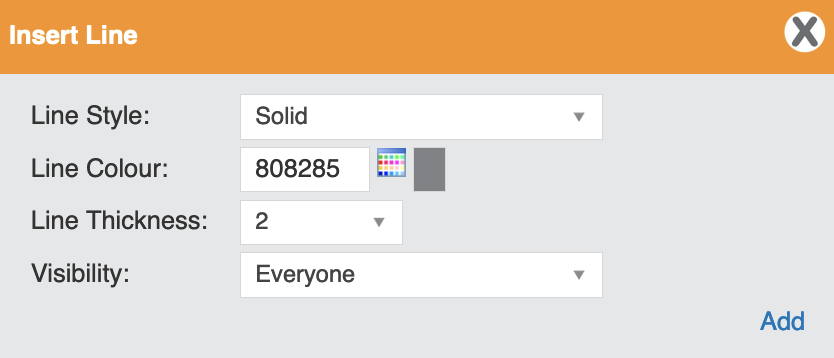 Insert Line X
Line Style: Solid
Line Colour: 808285
Line Thickness: 2
Visibility: Everyone
Add